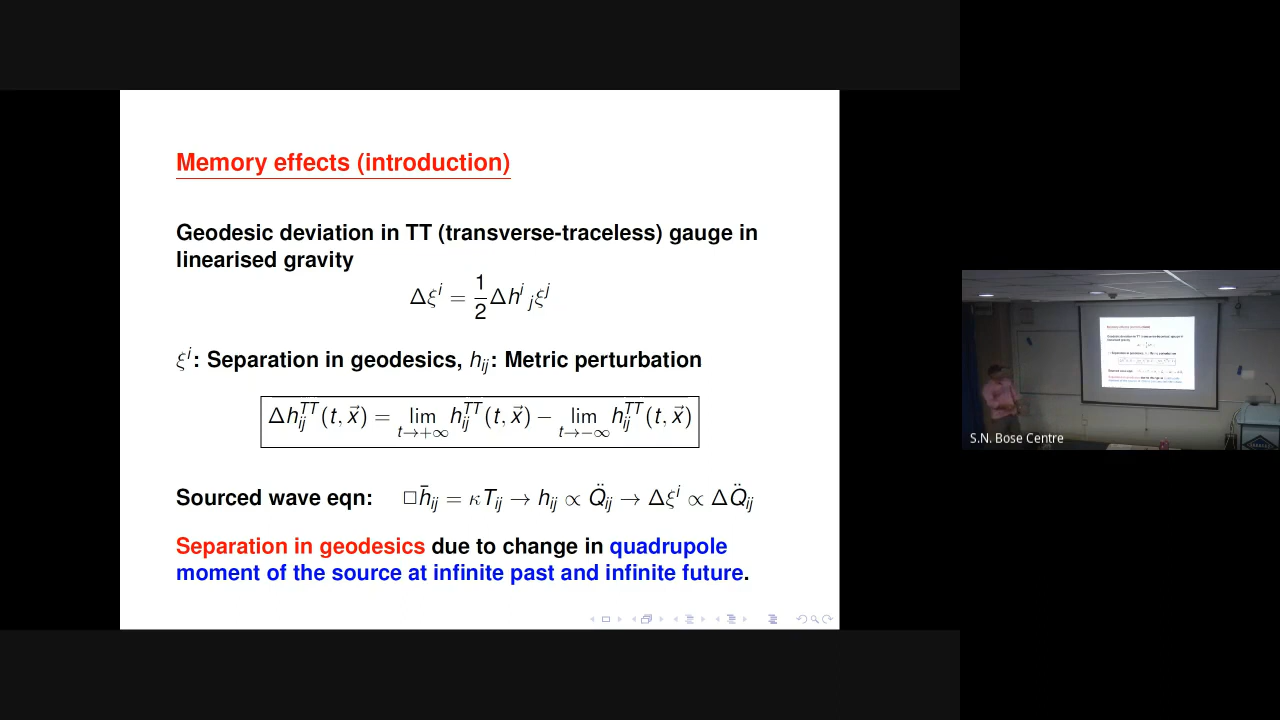 Memory effects (introduction)
Geodesic deviation in TT (transverse-traceless) gauge in
linearised gravity
Δξ^i = 1/2 Δh^i_j ξ^j
ξ^i: Separation in geodesics, h_ij: Metric perturbation
Δh_ij^TT(t, x⃗) = lim_{t→+∞} h_ij^TT(t, x⃗) − lim_{t→−∞} h_ij^TT(t, x⃗)
Sourced wave eqn: □h̄_ij = κT_ij → h_ij ∝ Q̈_ij → Δξ^i ∝ ΔQ̈_ij
Separation in geodesics due to change in quadrupole
moment of the source at infinite past and infinite future.
S.N. Bose Centre